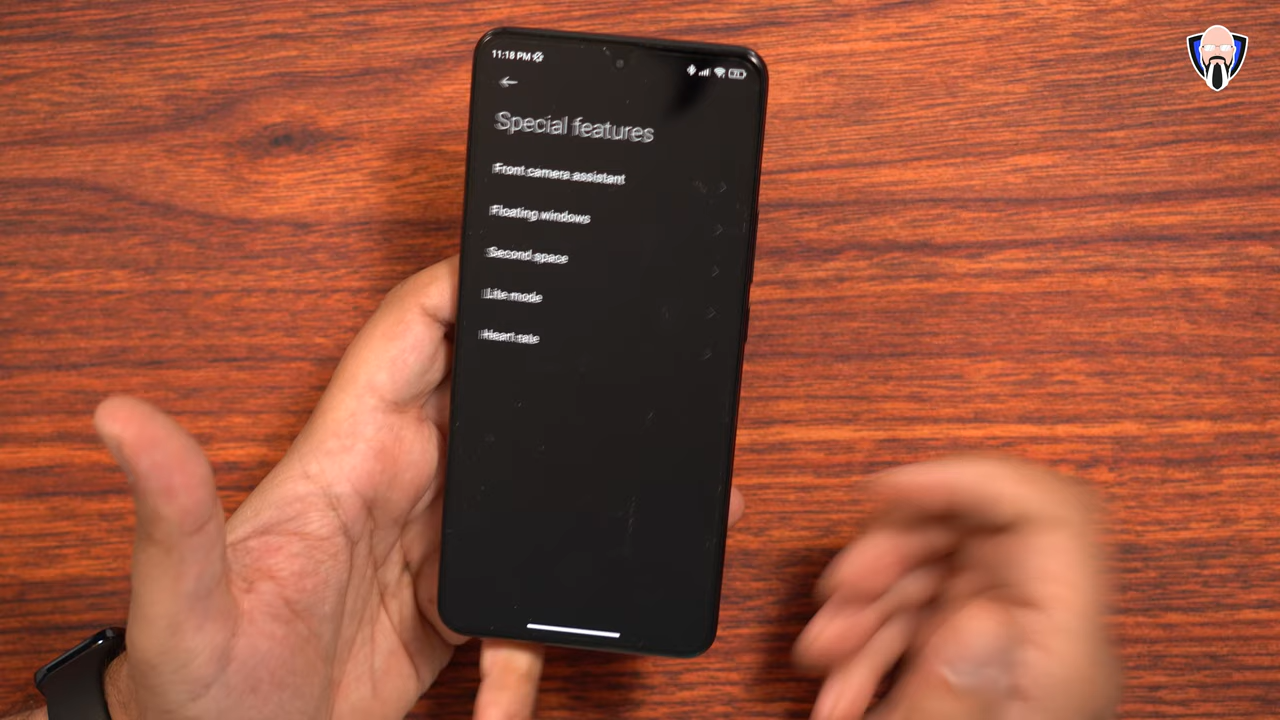 11:18 PM
Special features
Front camera assistant
Floating windows
Second space
Lite mode
Heart rate